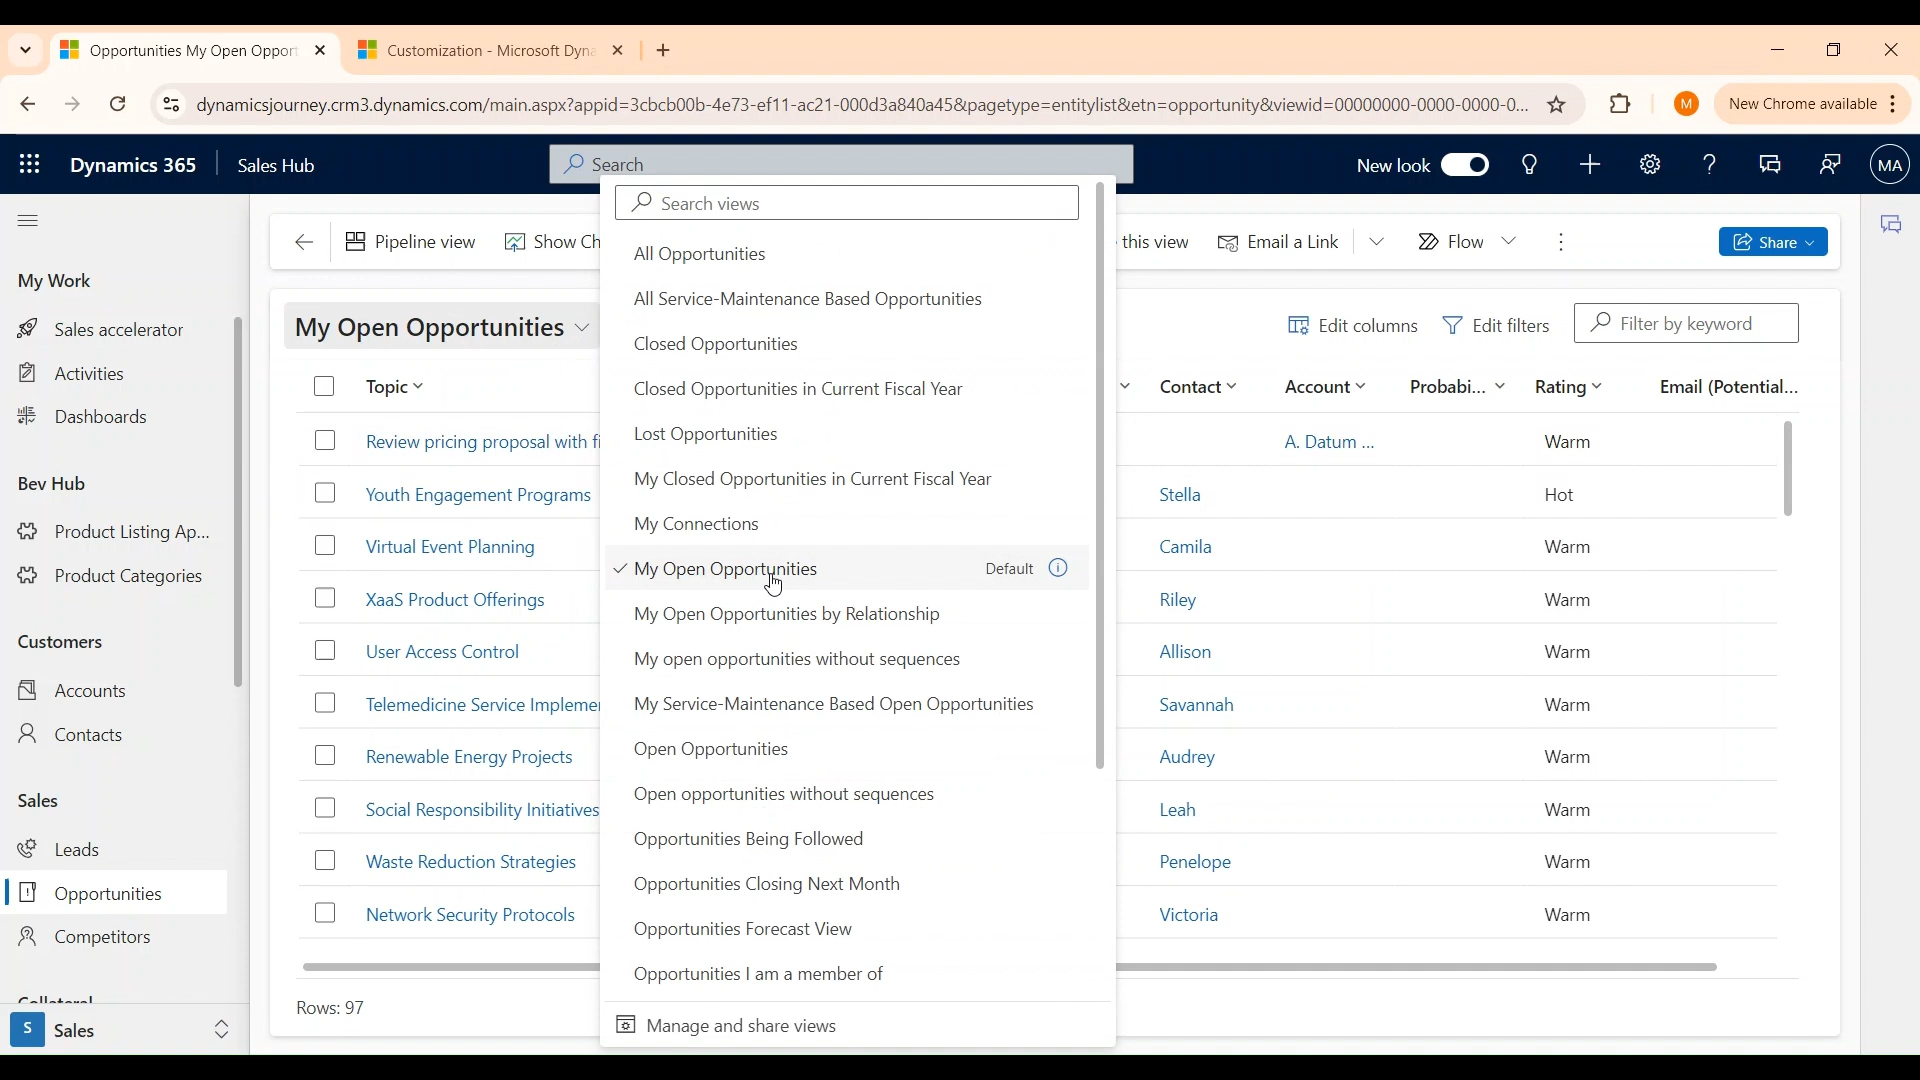 Opportunities My Open Oppor
Customization - Microsoft Dyna
dynamicsjourney.crm3.dynamics.com/main.aspx?appid=3cbcb00b-4e73-ef11-ac21-000d3a840a45&pagetype=entitylist&etn=opportunity&viewid=00000000-0000-0000-0...
M
New Chrome available
Dynamics 365
Sales Hub
Search
New look
MA
Pipeline view
Show Ch
this view
Email a Link
Flow
Share
Search views
All Opportunities
All Service-Maintenance Based Opportunities
Closed Opportunities
Closed Opportunities in Current Fiscal Year
Lost Opportunities
My Closed Opportunities in Current Fiscal Year
My Connections
My Open Opportunities Default
My Open Opportunities by Relationship
My open opportunities without sequences
My Service-Maintenance Based Open Opportunities
Open Opportunities
Open opportunities without sequences
Opportunities Being Followed
Opportunities Closing Next Month
Opportunities Forecast View
Opportunities I am a member of
Manage and share views
My Work
Sales accelerator
Activities
Dashboards
Bev Hub
Product Listing Ap...
Product Categories
Customers
Accounts
Contacts
Sales
Leads
Opportunities
Competitors
Collateral
S Sales
My Open Opportunities
Edit columns
Edit filters
Filter by keyword
Topic Contact Account Probabi... Rating Email (Potential...
Review pricing proposal with fi A. Datum ... Warm
Youth Engagement Programs Stella Hot
Virtual Event Planning Camila Warm
XaaS Product Offerings Riley Warm
User Access Control Allison Warm
Telemedicine Service Implemen Savannah Warm
Renewable Energy Projects Audrey Warm
Social Responsibility Initiatives Leah Warm
Waste Reduction Strategies Penelope Warm
Network Security Protocols Victoria Warm
Rows: 97